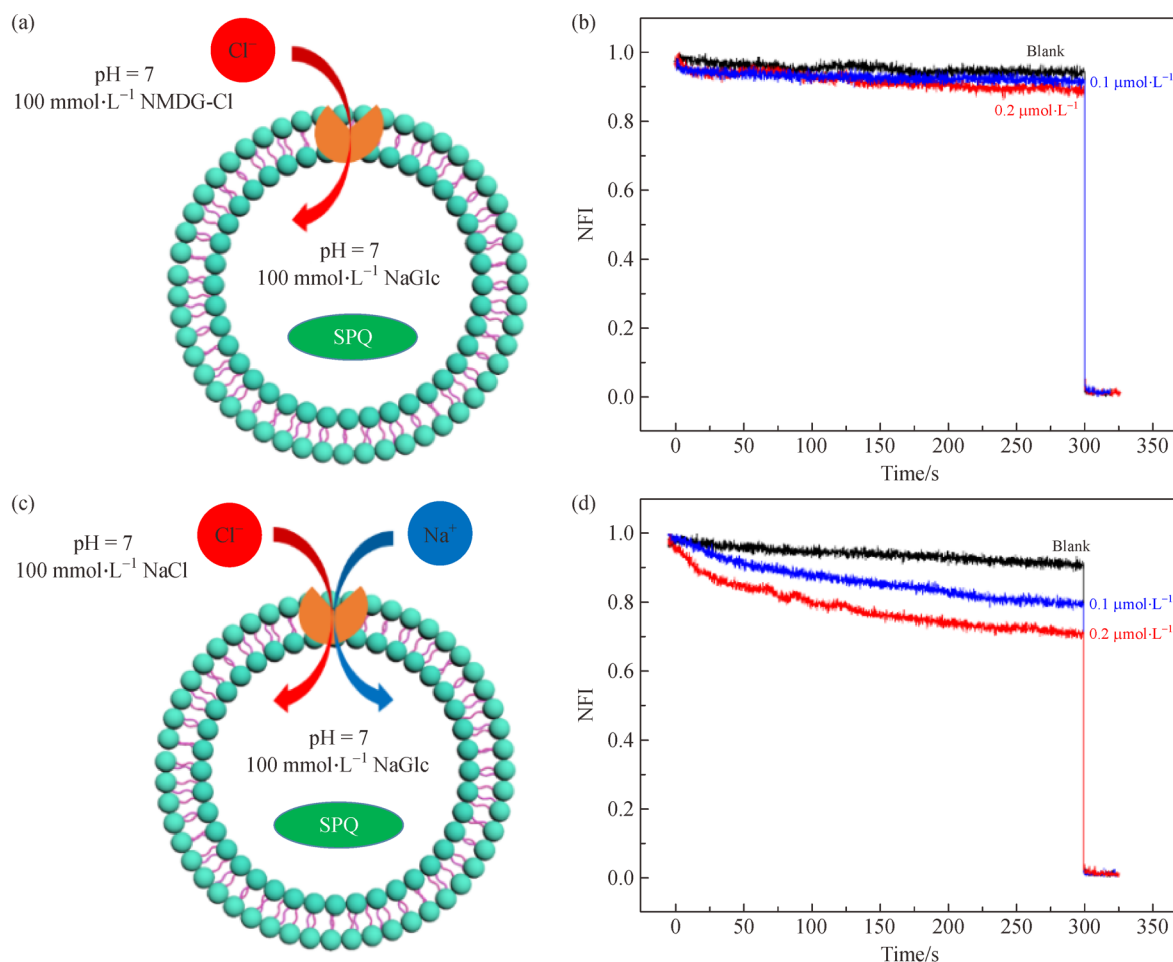 (a)
Cl⁻
pH = 7
100 mmol·L⁻¹ NMDG-Cl
pH = 7
100 mmol·L⁻¹ NaGlc
SPQ
(b)
1.0
0.8
0.6
0.4
0.2
0.0
NFI
Blank
0.1 μmol·L⁻¹
0.2 μmol·L⁻¹
0 50 100 150 200 250 300 350
Time/s
(c)
Cl⁻
Na⁺
pH = 7
100 mmol·L⁻¹ NaCl
pH = 7
100 mmol·L⁻¹ NaGlc
SPQ
(d)
1.0
0.8
0.6
0.4
0.2
0.0
NFI
Blank
0.1 μmol·L⁻¹
0.2 μmol·L⁻¹
0 50 100 150 200 250 300 350
Time/s